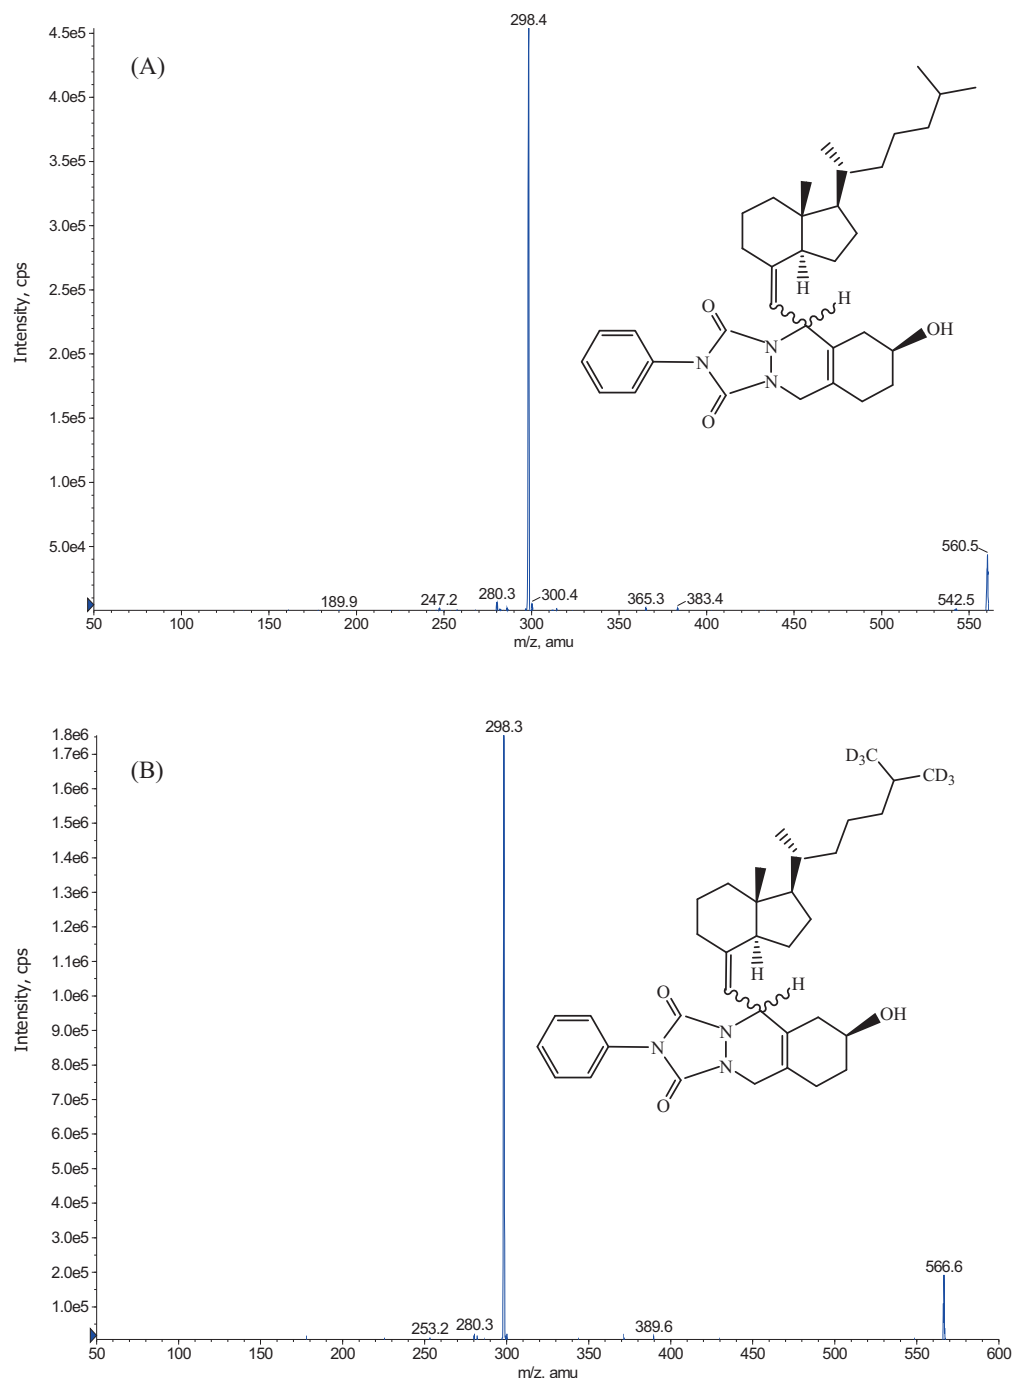 298.4
4.5e5
(A)
4.0e5
3.5e5
3.0e5
Intensity, cps
2.5e5
H
H
O
OH
2.0e5
N
N
N
1.5e5
O
1.0e5
5.0e4
560.5
189.9
247.2
280.3
300.4
365.3
383.4
542.5
50 100 150 200 250 300 350 400 450 500 550
m/z, amu
298.3
1.8e6
1.7e6
(B)
D3C
CD3
1.6e6
1.5e6
1.4e6
1.3e6
1.2e6
1.1e6
Intensity, cps
H
H
1.0e6
O
OH
9.0e5
N
N
8.0e5
N
7.0e5
O
6.0e5
5.0e5
4.0e5
3.0e5
2.0e5
566.6
1.0e5
253.2
280.3
389.6
50 100 150 200 250 300 350 400 450 500 550 600
m/z, amu